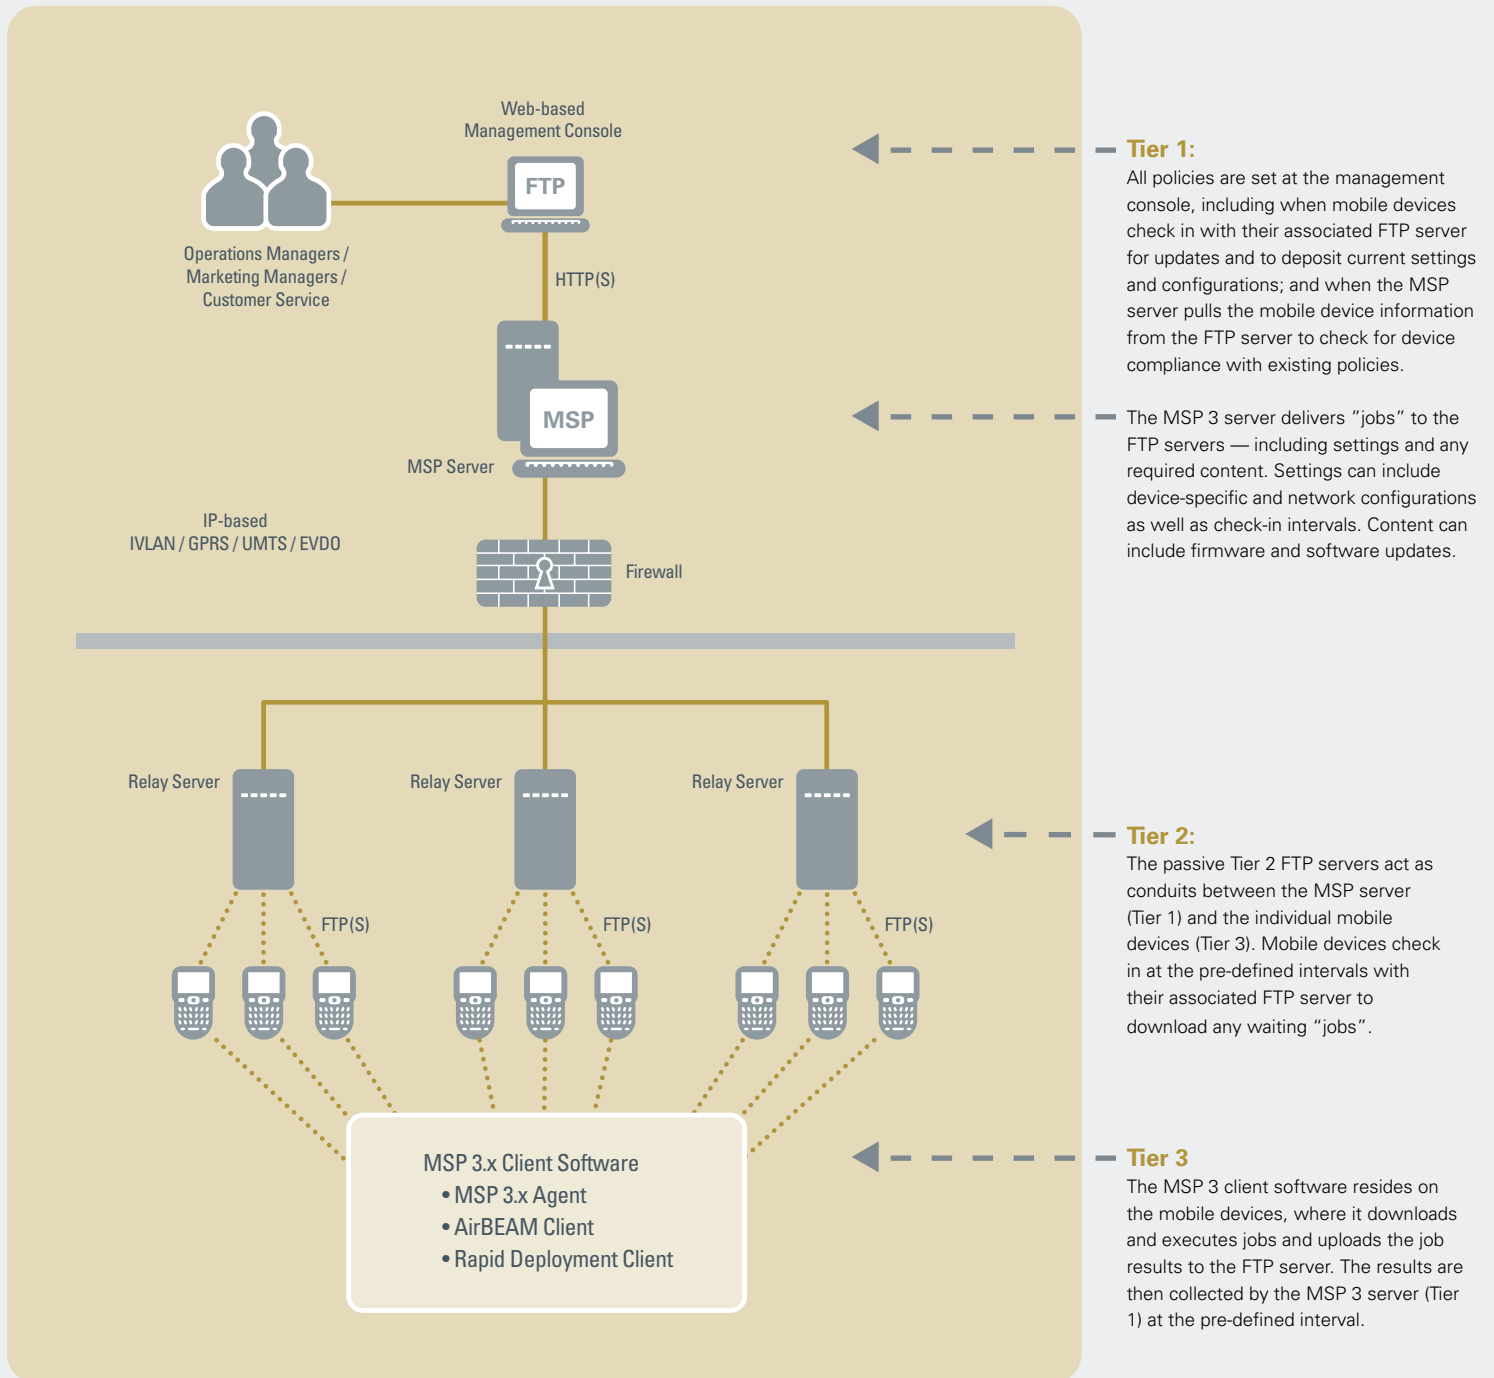 Web-based
Management Console
FTP
Operations Managers /
Marketing Managers /
Customer Service
HTTP(S)
MSP
MSP Server
IP-based
IVLAN / GPRS / UMTS / EVDO
Firewall
Relay Server
Relay Server
Relay Server
FTP(S)
FTP(S)
FTP(S)
MSP 3.x Client Software
• MSP 3.x Agent
• AirBEAM Client
• Rapid Deployment Client
Tier 1:
All policies are set at the management
console, including when mobile devices
check in with their associated FTP server
for updates and to deposit current settings
and configurations; and when the MSP
server pulls the mobile device information
from the FTP server to check for device
compliance with existing policies.
The MSP 3 server delivers ”jobs” to the
FTP servers — including settings and any
required content. Settings can include
device-specific and network configurations
as well as check-in intervals. Content can
include firmware and software updates.
Tier 2:
The passive Tier 2 FTP servers act as
conduits between the MSP server
(Tier 1) and the individual mobile
devices (Tier 3). Mobile devices check
in at the pre-defined intervals with
their associated FTP server to
download any waiting “jobs”.
Tier 3
The MSP 3 client software resides on
the mobile devices, where it downloads
and executes jobs and uploads the job
results to the FTP server. The results are
then collected by the MSP 3 server (Tier
1) at the pre-defined interval.